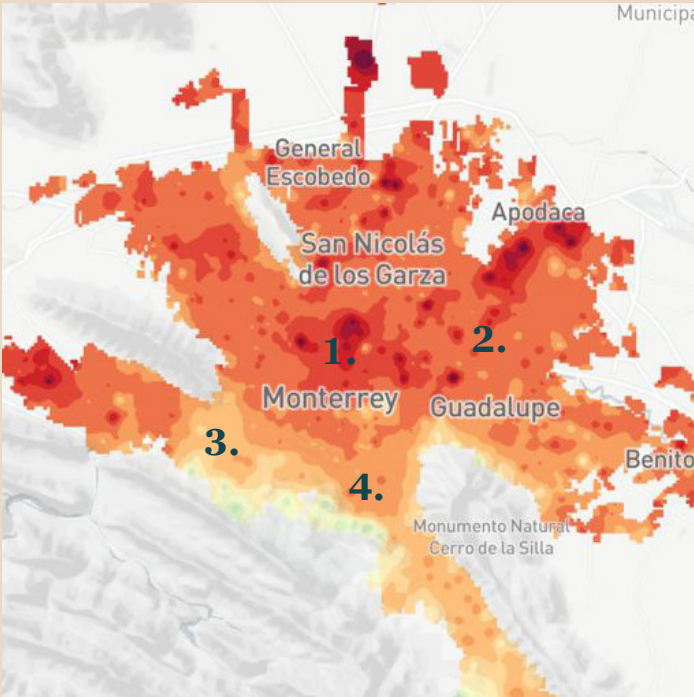 Municipa
General
Escobedo
Apodaca
San Nicolás
de los Garza
1.
2.
Monterrey
Guadalupe
3.
Benito
4.
Monumento Natural
Cerro de la Silla